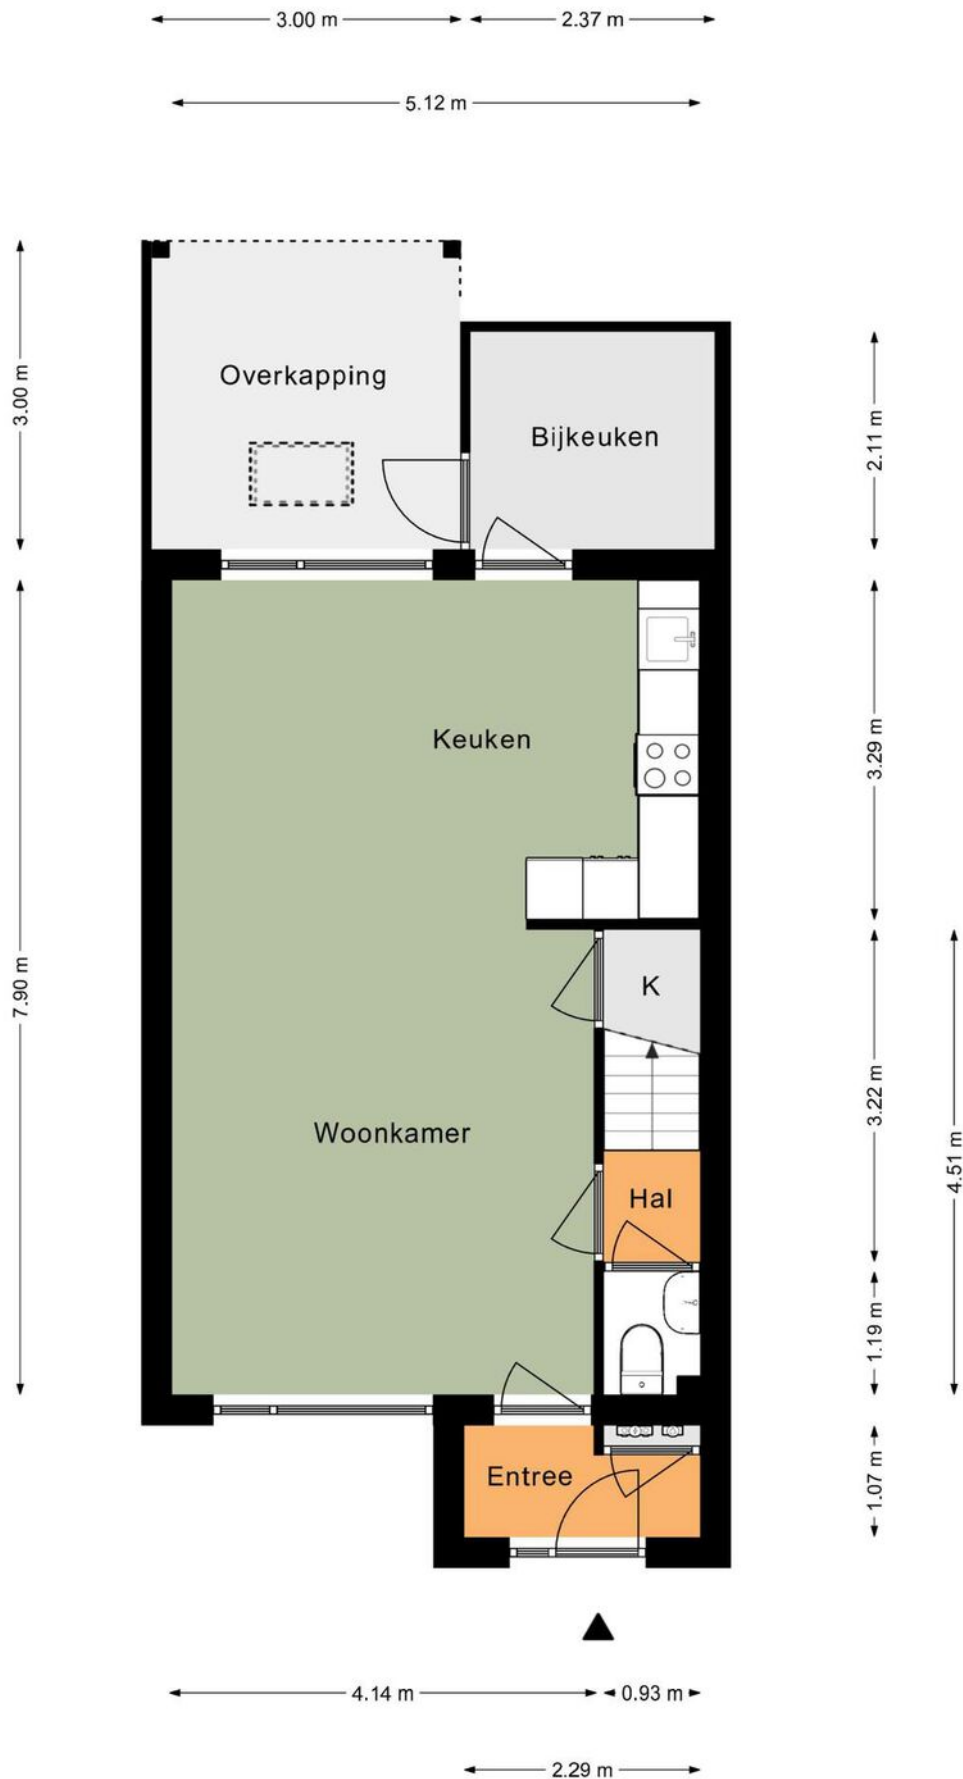 3.00 m
2.37 m
5.12 m
Overkapping
3.00 m
Bijkeuken
2.11 m
Keuken
3.29 m
7.90 m
K
3.22 m
Woonkamer
4.51 m
Hal
1.19 m
Entree
1.07 m
4.14 m
0.93 m
2.29 m